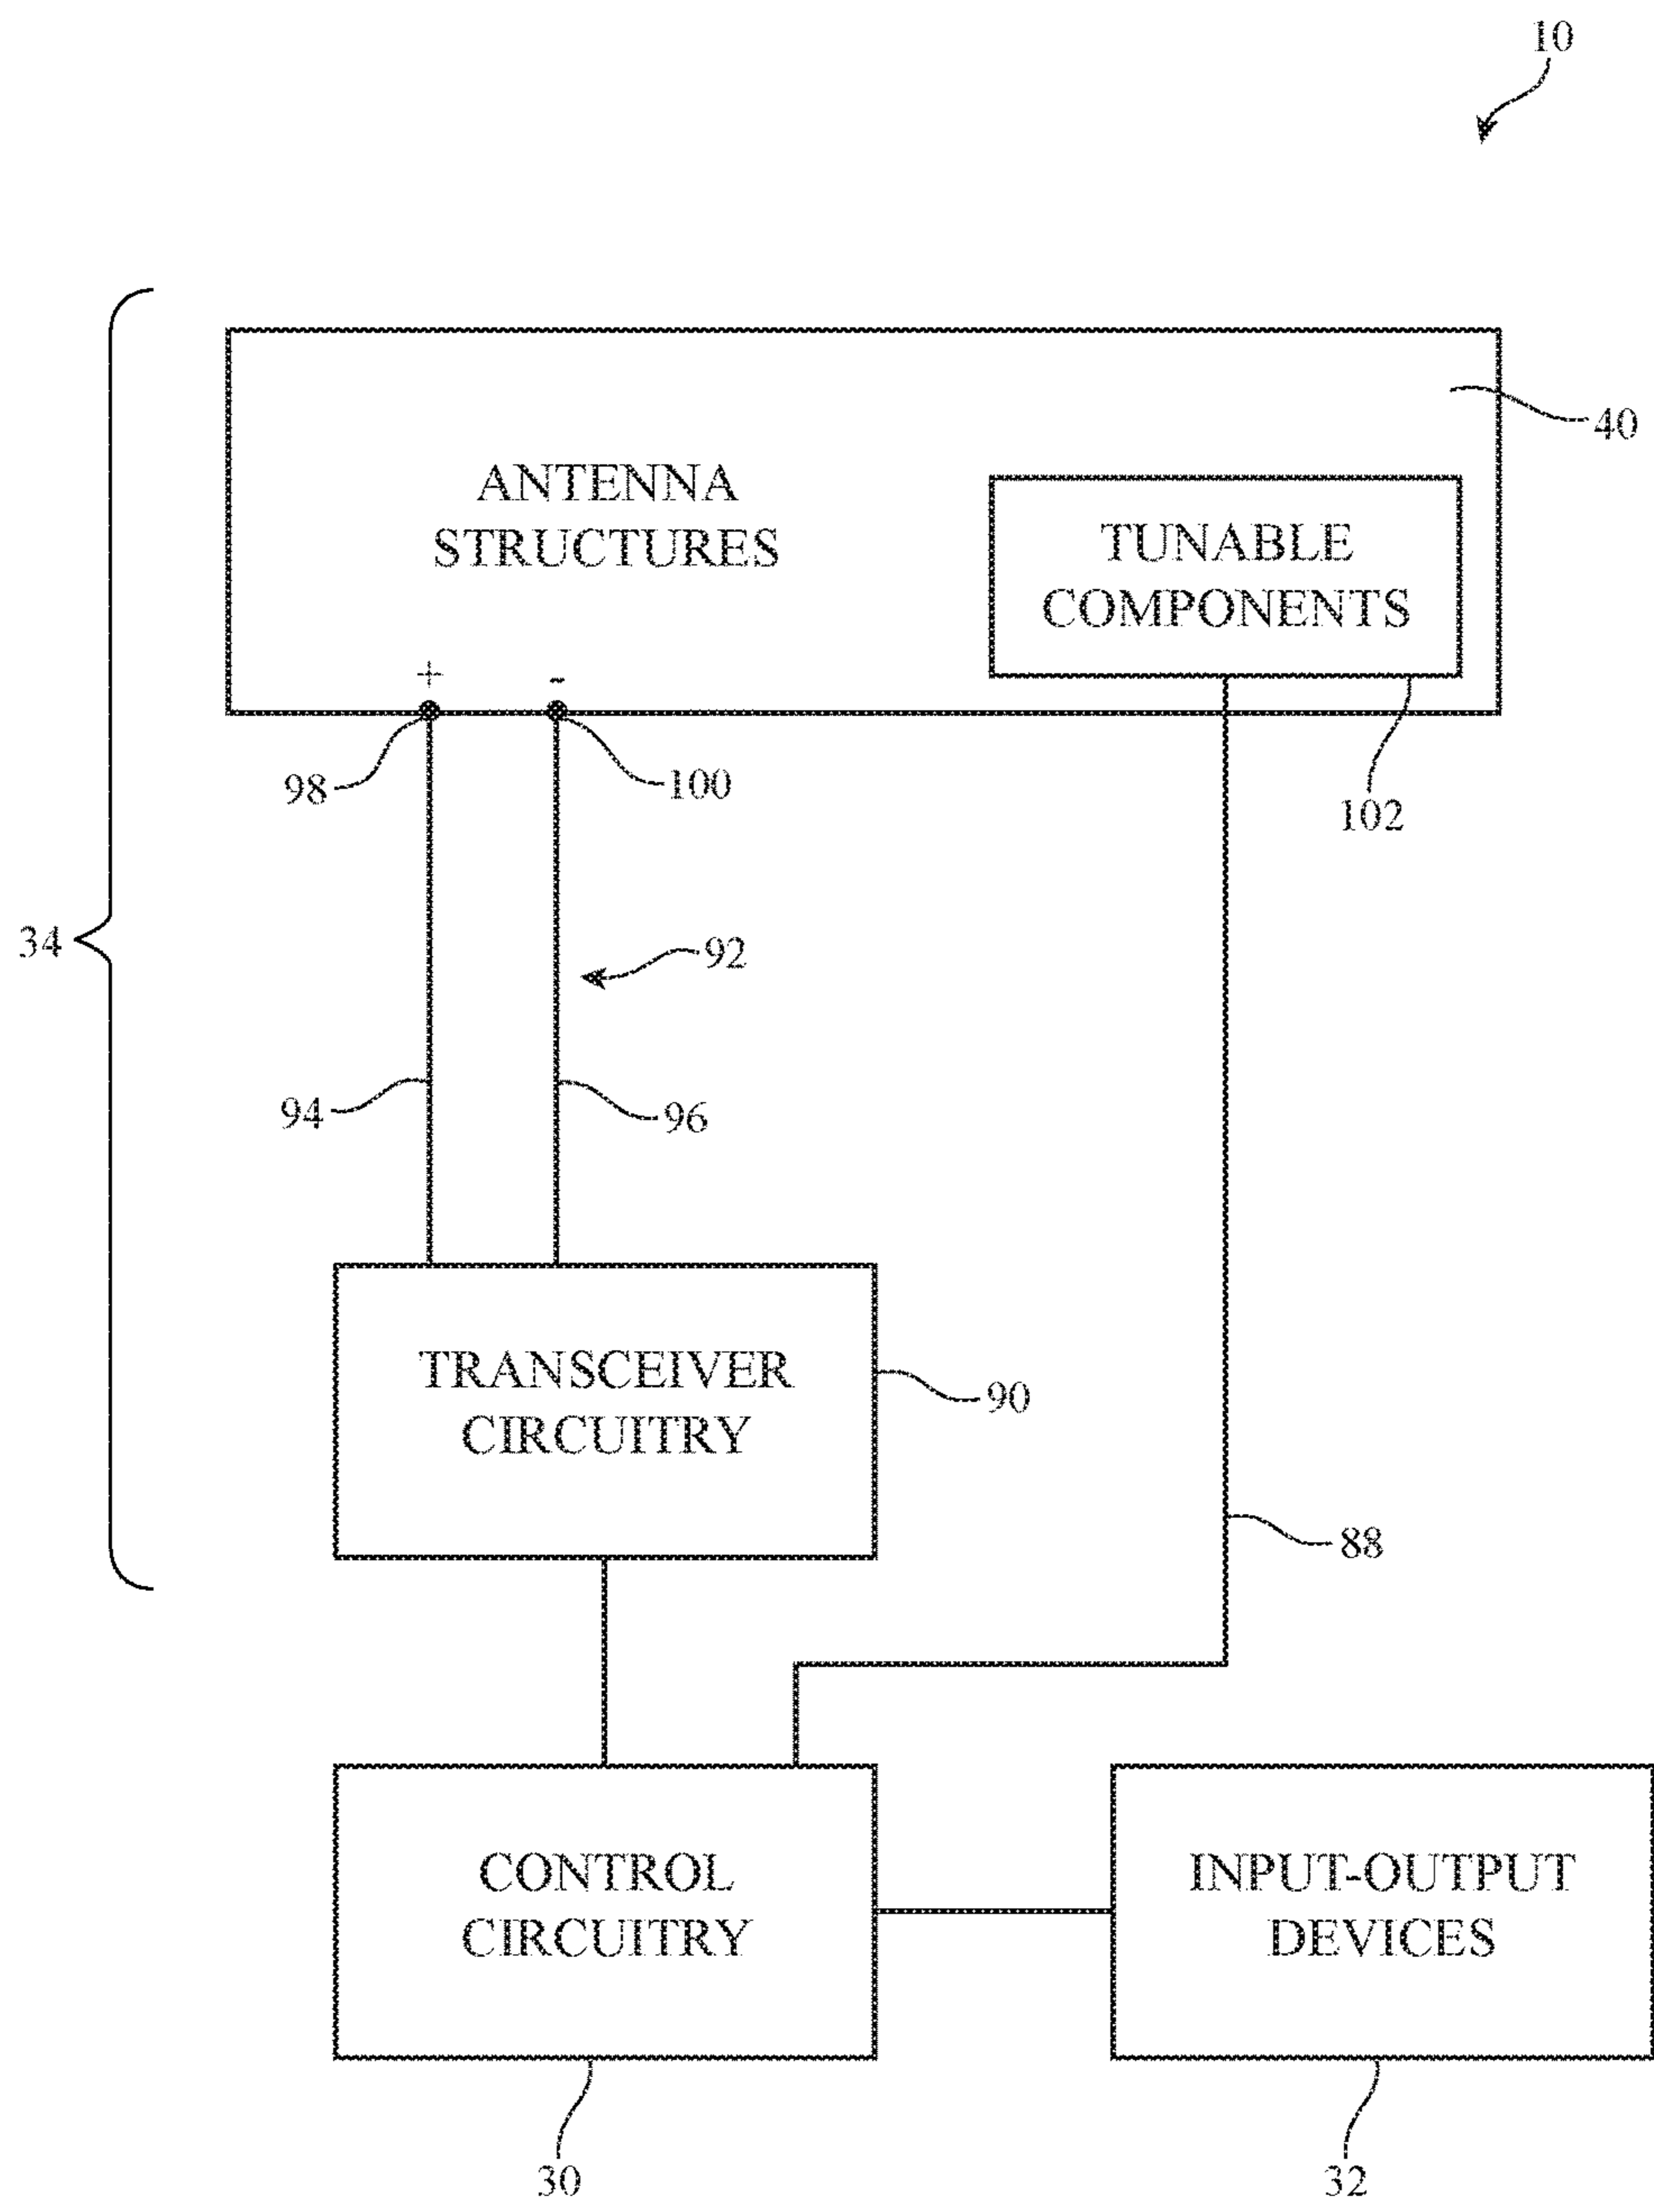 10
40
ANTENNA
STRUCTURES
TUNABLE
COMPONENTS
+
-
98
100
102
34
92
94
96
TRANSCEIVER
CIRCUITRY
90
88
CONTROL
CIRCUITRY
INPUT-OUTPUT
DEVICES
30
32